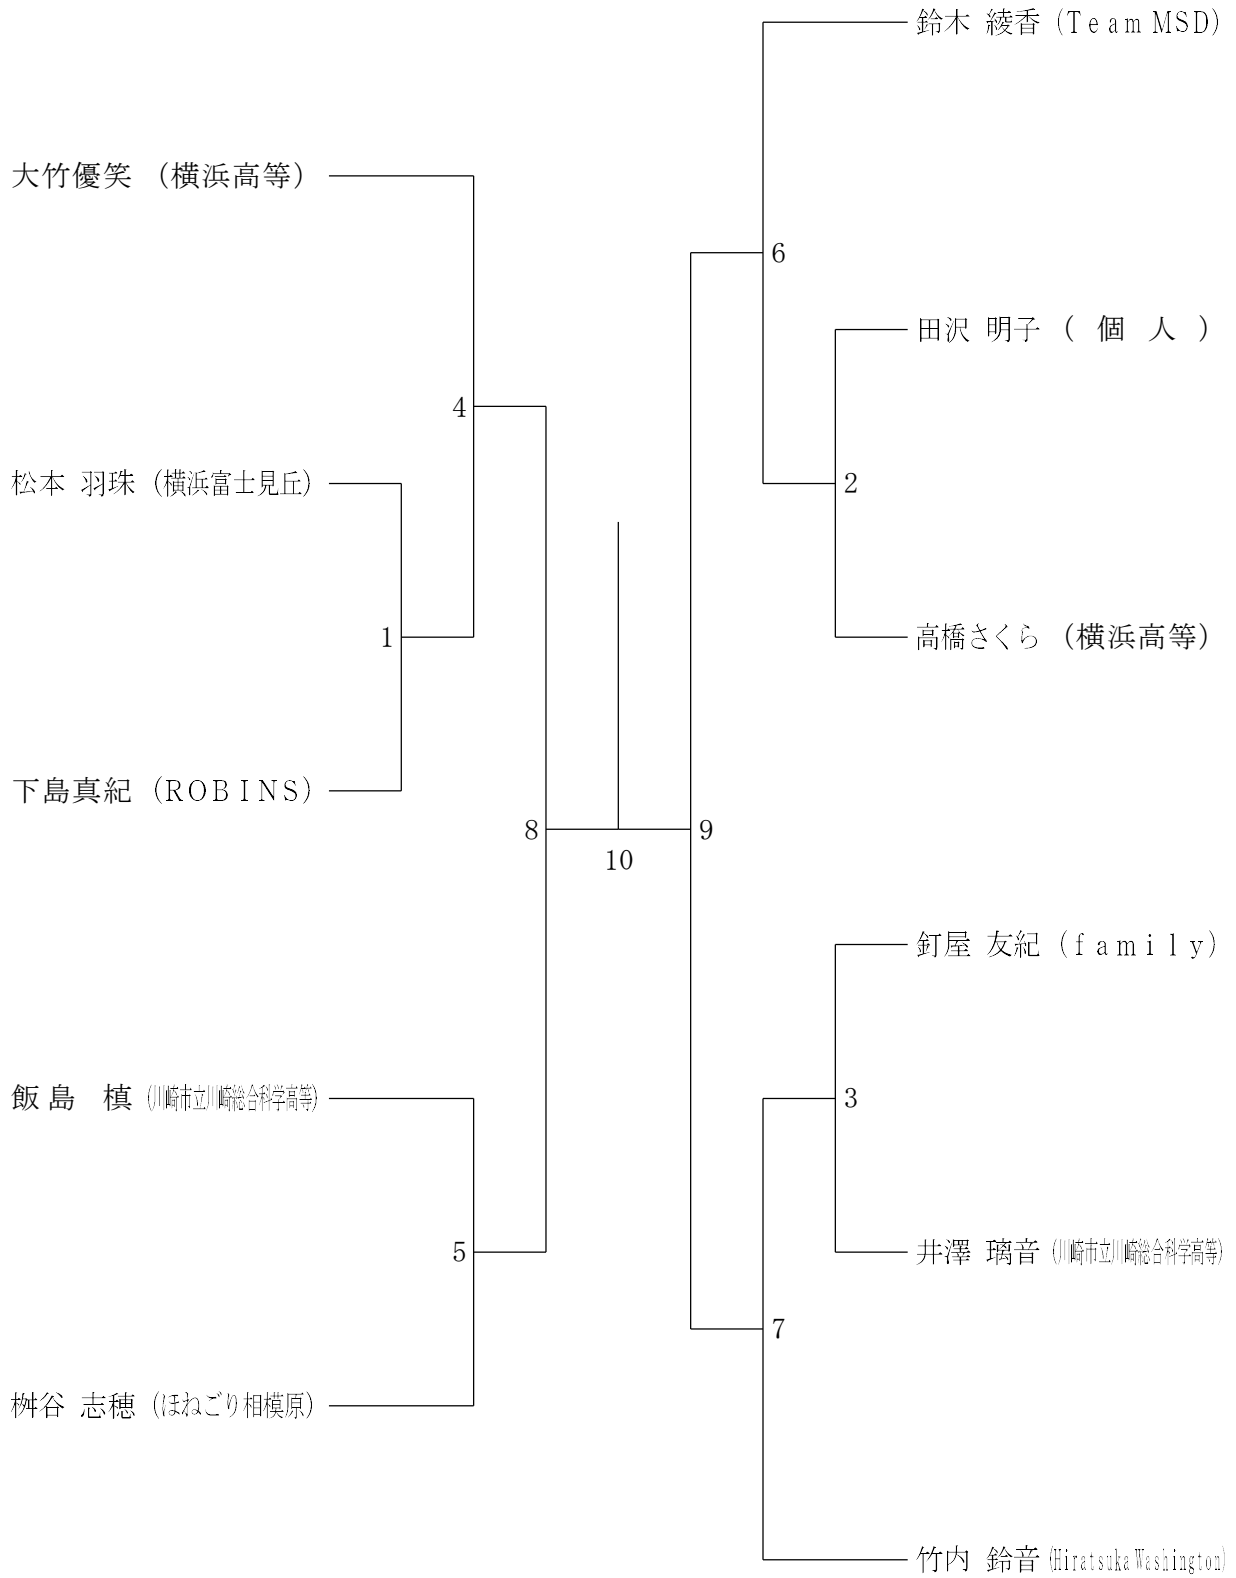 鈴木 綾香 (Team MSD)
大竹優笑 (横浜高等)
6
田沢 明子 ( 個 人 )
4
松本 羽珠 (横浜富士見丘)
2
1
高橋さくら (横浜高等)
下島真紀 (ROBINS)
8
9
10
釘屋 友紀 (family)
飯島 槙 (川崎市立川崎総合科学高等)
3
5
井澤 璃音 (川崎市立川崎総合科学高等)
7
桝谷 志穂 (ほねごり相模原)
竹内 鈴音 (Hiratsuka Washington)